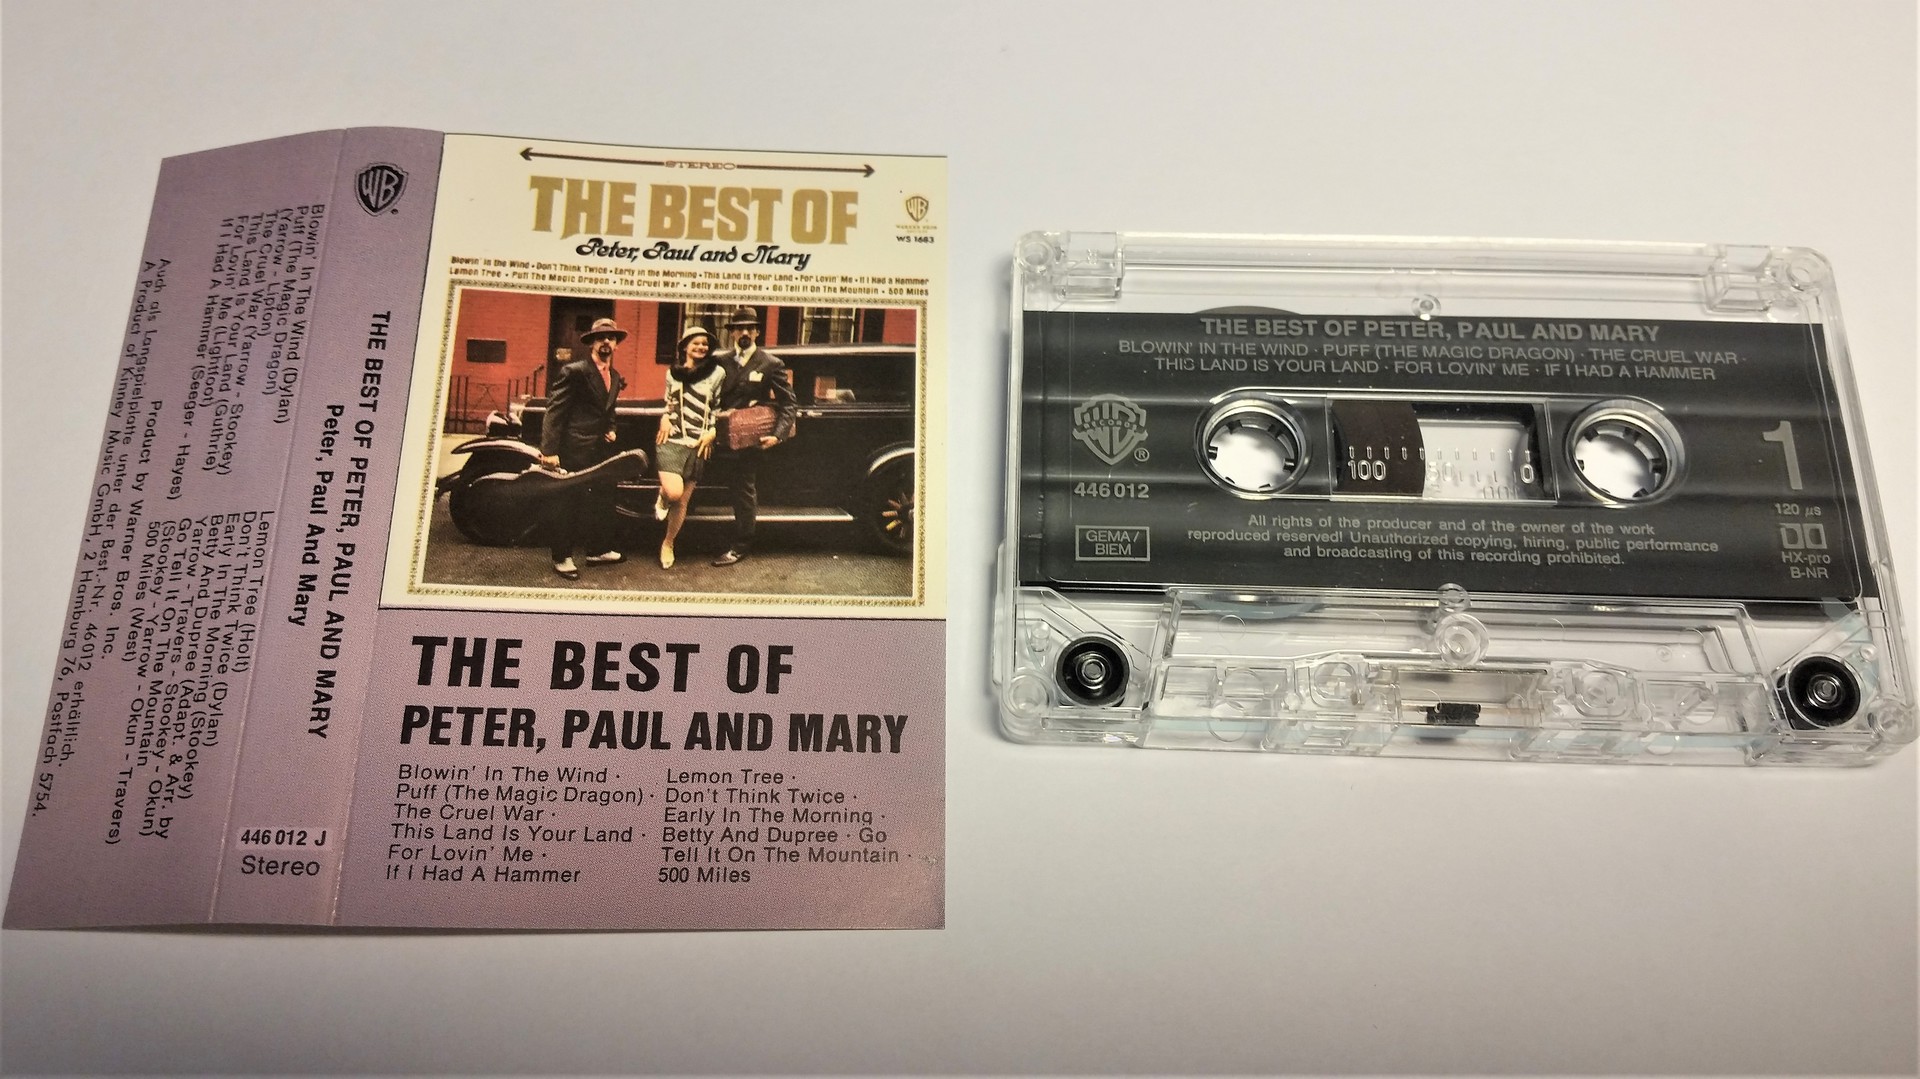 Blowin' In The Wind (Dylan)
Puff (The Magic Dragon)
(Yarrow - Lipton)
The Cruel War (Yarrow - Stookey)
This Land Is Your Land (Guthrie)
For Lovin' Me (Lightfoot)
If I Had A Hammer (Seeger - Hayes)
Lemon Tree (Holt)
Don't Think Twice (Dylan)
Early In The Morning (Stookey)
Betty And Dupree (Adapt. & Arr. by
Yarrow - Travers - Stookey - Okun)
Go Tell It On The Mountain
(Stookey - Yarrow - Okun - Travers)
500 Miles (West)
Product by Warner Bros. Inc.
Auch als Langspielplatte unter der Best.-Nr. 46 012 erhältlich.
A Product of Kinney Music GmbH, 2 Hamburg 76, Postfach 5754.
WB
THE BEST OF PETER, PAUL AND MARY
Peter, Paul And Mary
446 012 J
Stereo
STEREO
THE BEST OF
Peter, Paul and Mary
WB
WS 1683
Blowin' in the Wind • Don't Think Twice • Early in the Morning • This Land Is Your Land • For Lovin' Me • If I Had a Hammer
Lemon Tree • Puff The Magic Dragon • The Cruel War • Betty and Dupree • Go Tell It On The Mountain • 500 Miles
THE BEST OF
PETER, PAUL AND MARY
Blowin' In The Wind ·
Puff (The Magic Dragon) ·
The Cruel War ·
This Land Is Your Land ·
For Lovin' Me ·
If I Had A Hammer
Lemon Tree ·
Don't Think Twice ·
Early In The Morning ·
Betty And Dupree · Go
Tell It On The Mountain ·
500 Miles
THE BEST OF PETER, PAUL AND MARY
BLOWIN' IN THE WIND · PUFF (THE MAGIC DRAGON) · THE CRUEL WAR ·
THIS LAND IS YOUR LAND · FOR LOVIN' ME · IF I HAD A HAMMER
RECORDS
®
446 012
GEMA /
BIEM
100 50 0
1
120 µs
HX-pro
B-NR
All rights of the producer and of the owner of the work
reproduced reserved! Unauthorized copying, hiring, public performance
and broadcasting of this recording prohibited.